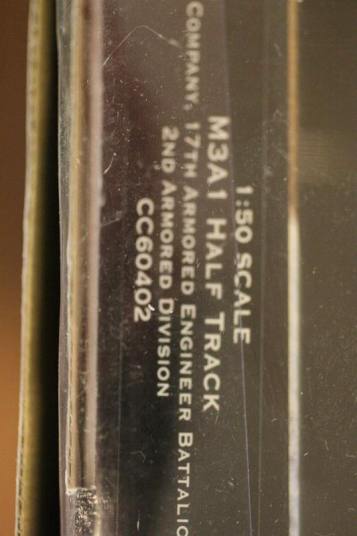 1:50 SCALE
M3A1 HALF TRACK
COMPANY, 17TH ARMORED ENGINEER BATTALIO
2ND ARMORED DIVISION
CC60402